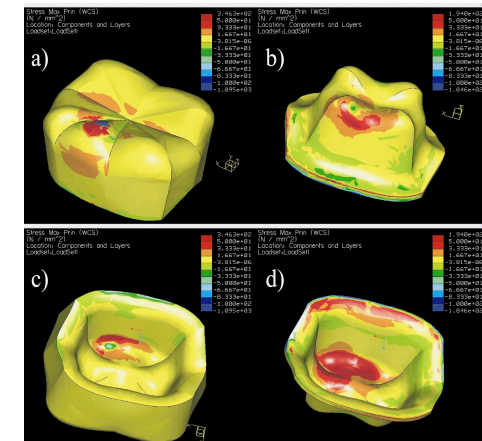 Stress Max Prin (WCS)
(N / mm^2)
Location: Components and Layers
Loadset:LoadSet1
3.463e+02
5.000e+01
3.333e+01
1.667e+01
-3.815e-06
-1.667e+01
-3.333e+01
-5.000e+01
-6.667e+01
-8.333e+01
-1.000e+02
-1.095e+03
a)
Stress Max Prin (WCS)
(N / mm^2)
Location: Components and Layers
Loadset:LoadSet1
1.940e+02
5.000e+01
3.333e+01
1.667e+01
-3.815e-06
-1.667e+01
-3.333e+01
-5.000e+01
-6.667e+01
-8.333e+01
-1.000e+02
-1.846e+02
b)
Stress Max Prin (WCS)
(N / mm^2)
Location: Components and Layers
Loadset:LoadSet1
3.463e+02
5.000e+01
3.333e+01
1.667e+01
-3.815e-06
-1.667e+01
-3.333e+01
-5.000e+01
-6.667e+01
-8.333e+01
-1.000e+02
-1.095e+03
c)
Stress Max Prin (WCS)
(N / mm^2)
Location: Components and Layers
Loadset:LoadSet1
1.940e+02
5.000e+01
3.333e+01
1.667e+01
-3.815e-06
-1.667e+01
-3.333e+01
-5.000e+01
-6.667e+01
-8.333e+01
-1.000e+02
-1.846e+02
d)